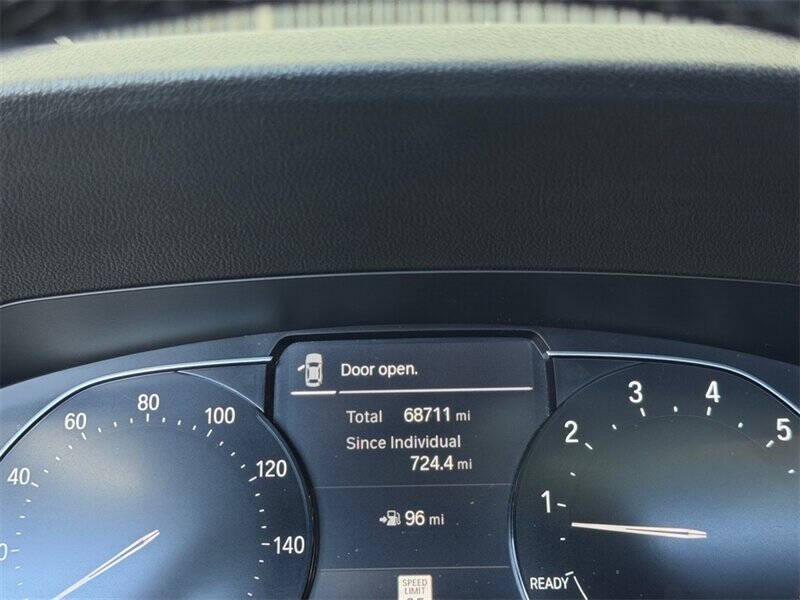 Door open.
Total 68711 mi
Since Individual
724.4 mi
96 mi
SPEED
LIMIT
40
60
80
100
120
140
1
2
3
4
5
READY